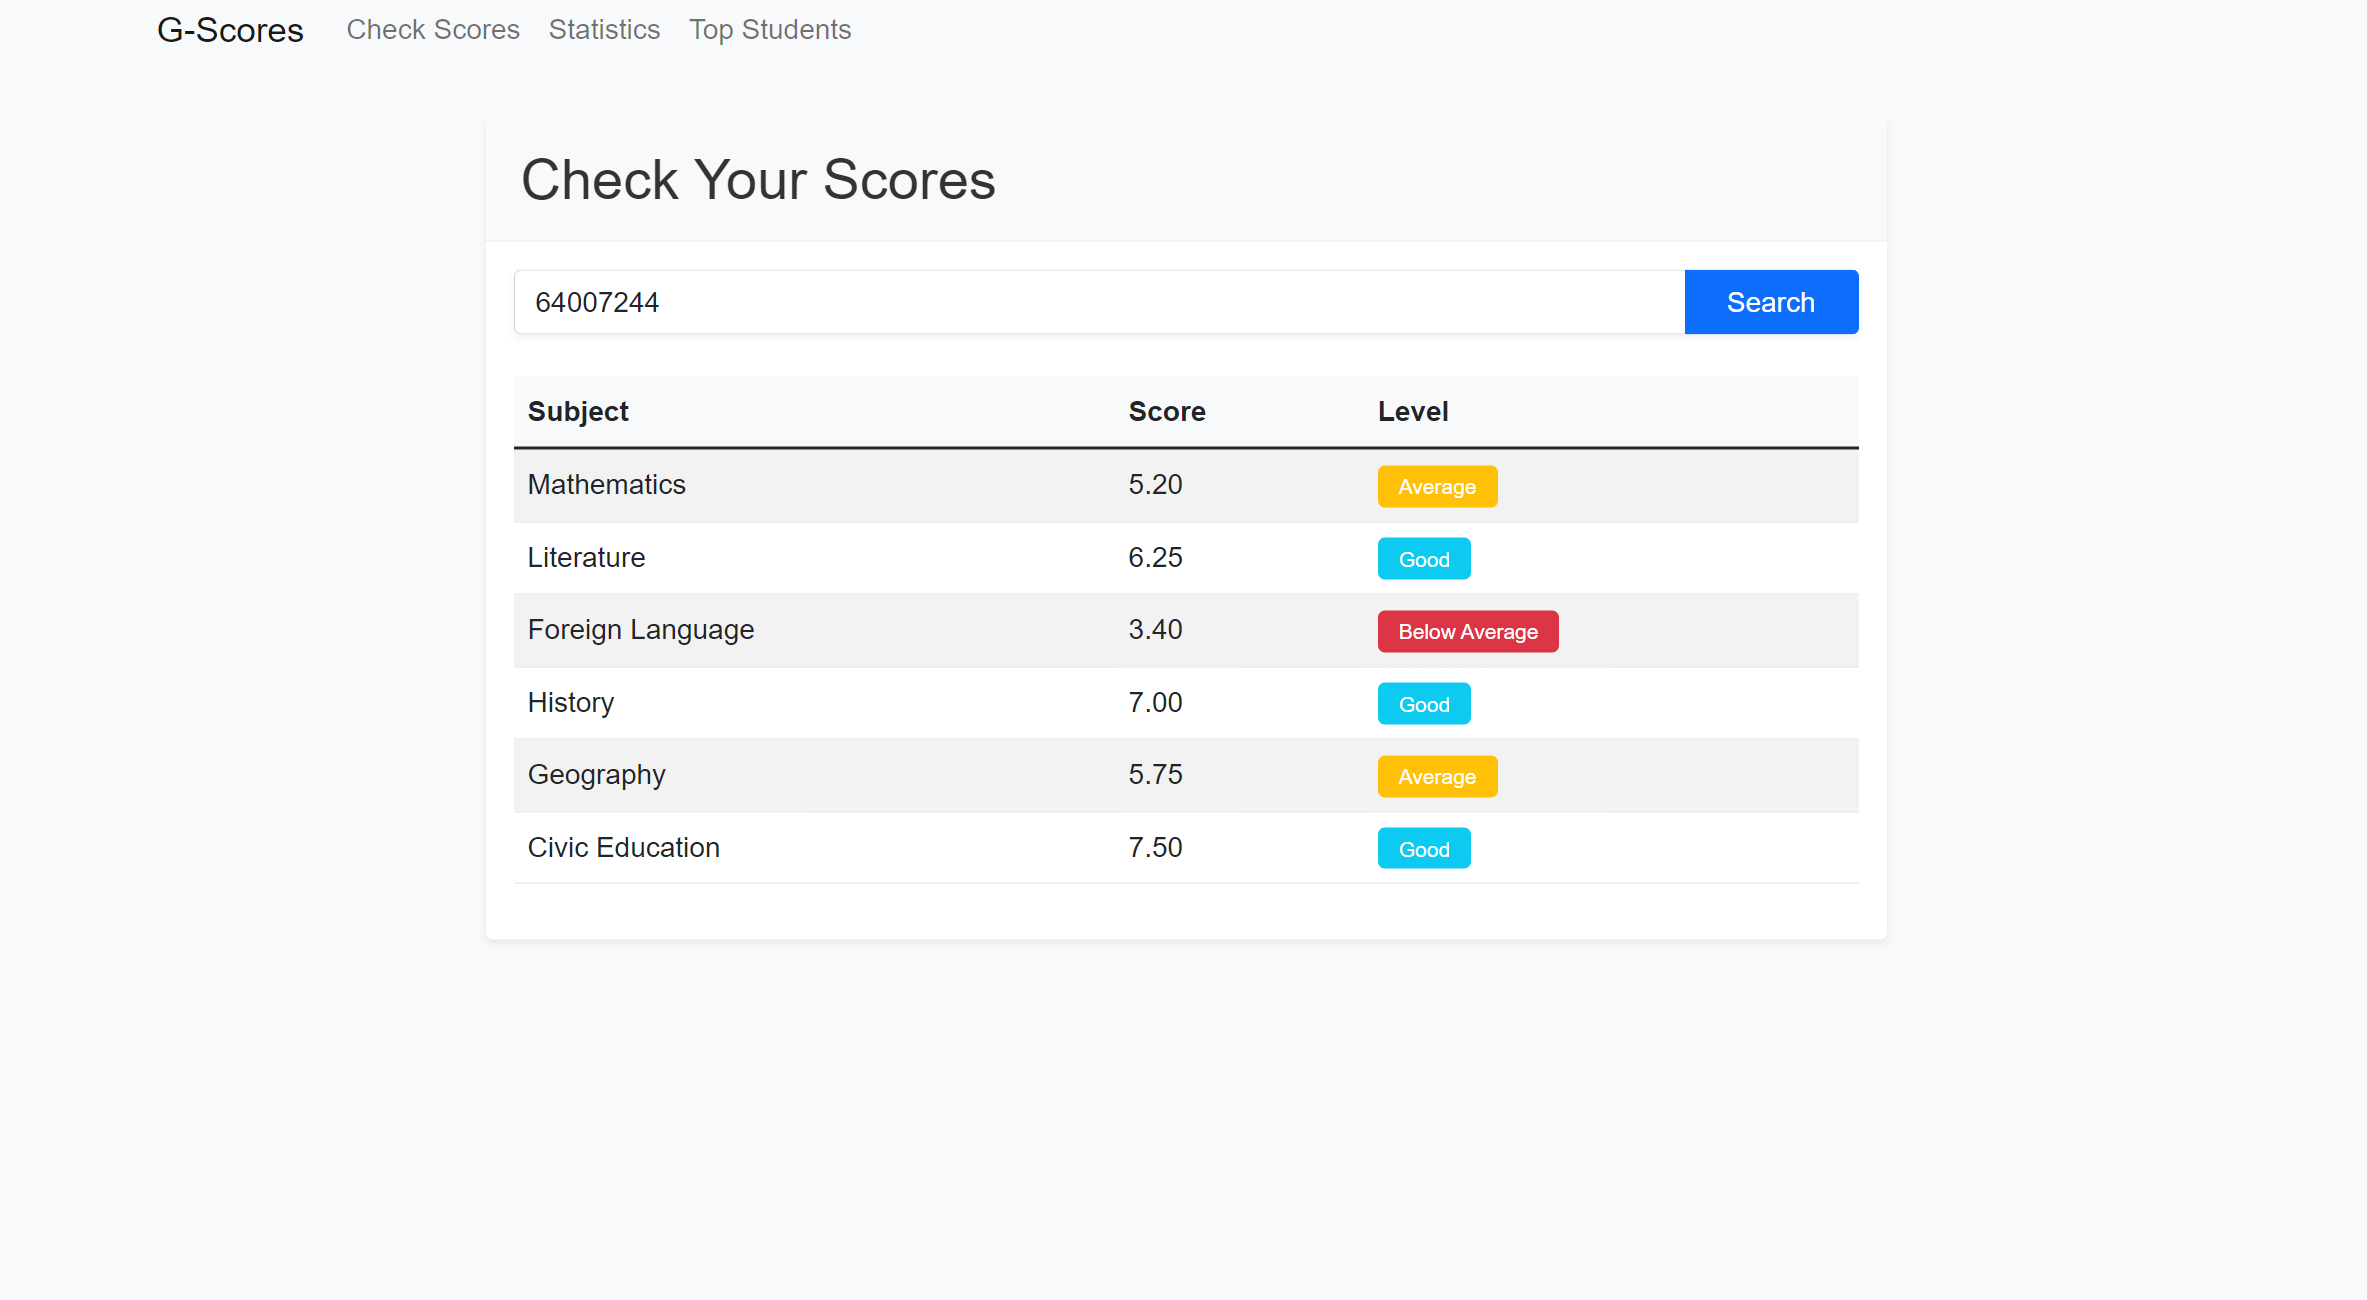 G-Scores Check Scores Statistics Top Students
Check Your Scores
64007244 Search
Subject Score Level
Mathematics 5.20 Average
Literature 6.25 Good
Foreign Language 3.40 Below Average
History 7.00 Good
Geography 5.75 Average
Civic Education 7.50 Good